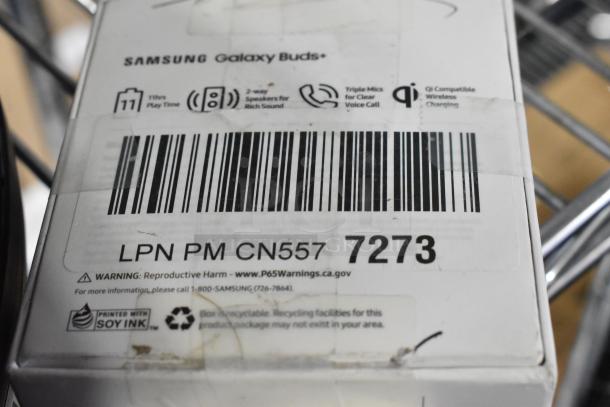 SAMSUNG Galaxy Buds+
11
11hrs
Play Time
2-way
Speakers for
Rich Sound
Triple Mics
for Clear
Voice Call
Qi Compatible
Wireless
Charging
LPN PM CN557 7273
WARNING: Reproductive Harm - www.P65Warnings.ca.gov
For more information, please call 1-800-SAMSUNG (726-7864).
PRINTED WITH
SOY INK™
Box is recyclable. Recycling facilities for this
product package may not exist in your area.